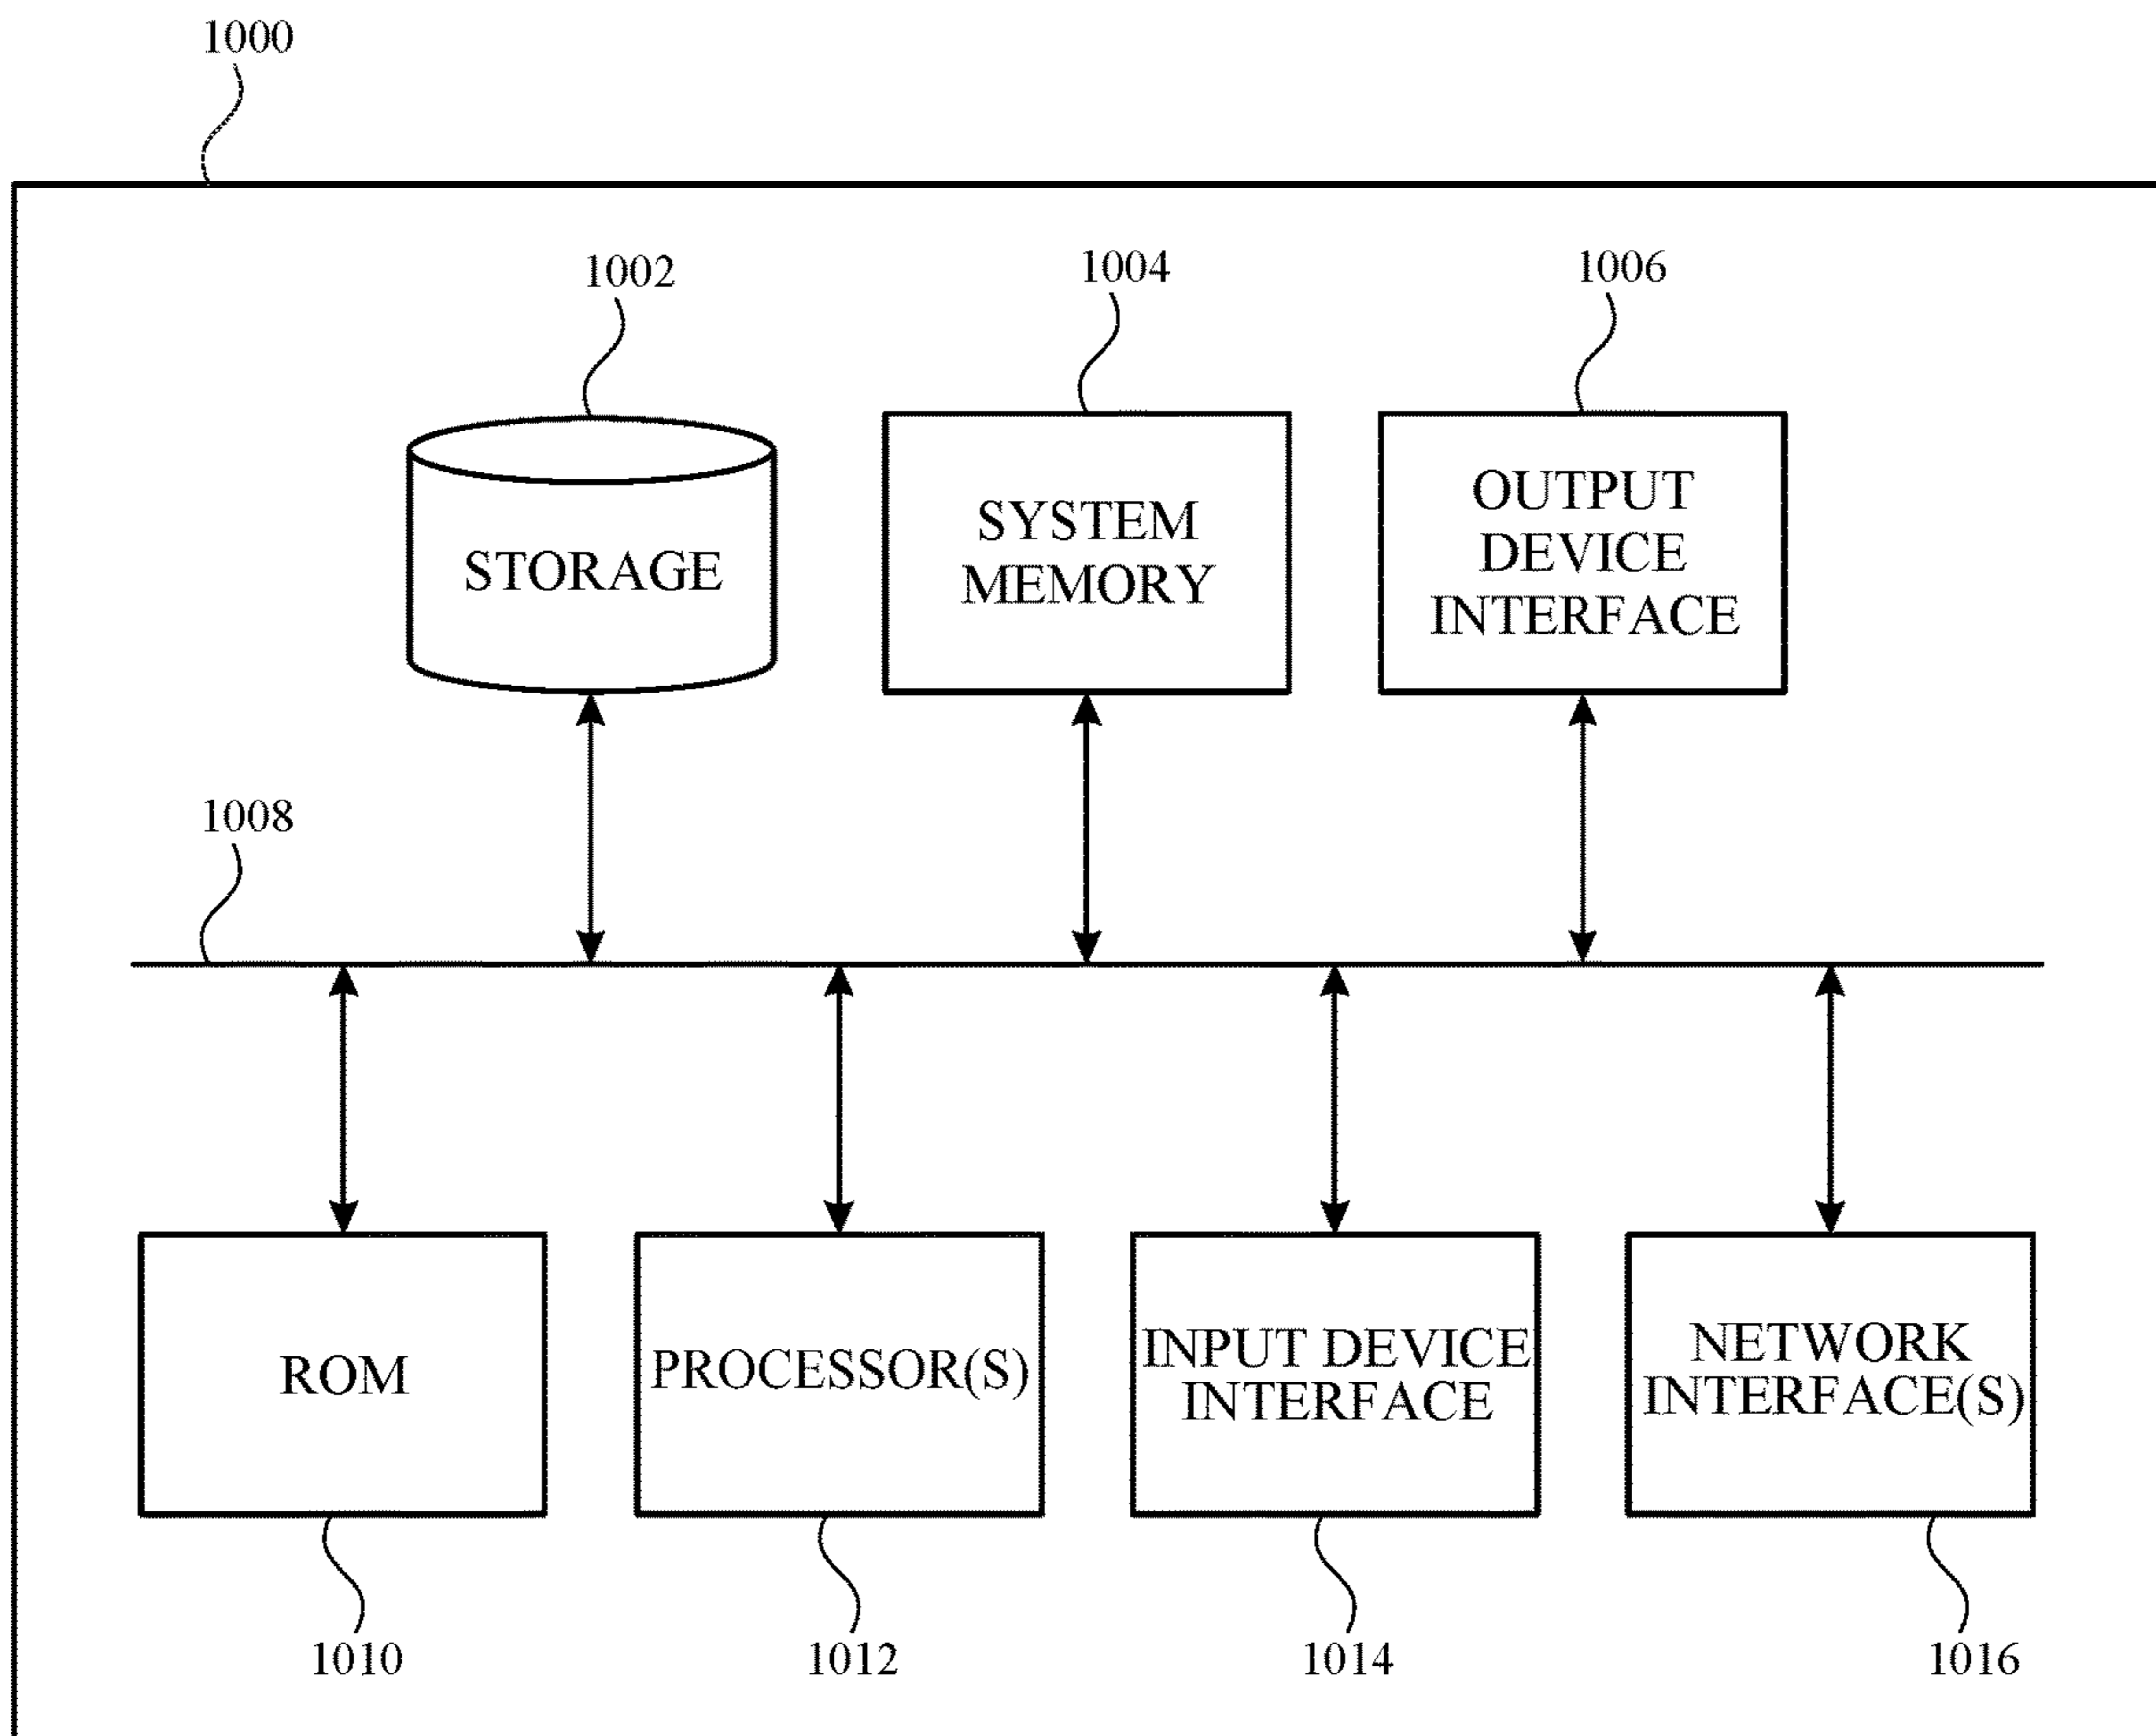 1000
1002
1004
1006
STORAGE
SYSTEM
MEMORY
OUTPUT
DEVICE
INTERFACE
1008
ROM
PROCESSOR(S)
INPUT DEVICE
INTERFACE
NETWORK
INTERFACE(S)
1010
1012
1014
1016